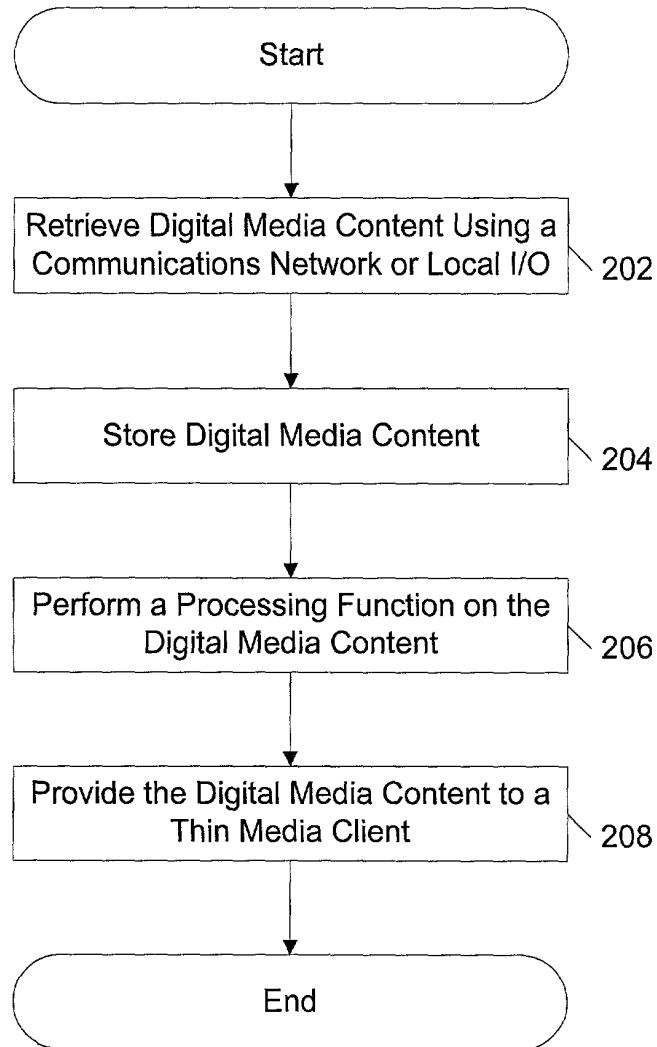 Start
Retrieve Digital Media Content Using a
Communications Network or Local I/O
202
Store Digital Media Content
204
Perform a Processing Function on the
Digital Media Content
206
Provide the Digital Media Content to a
Thin Media Client
208
End